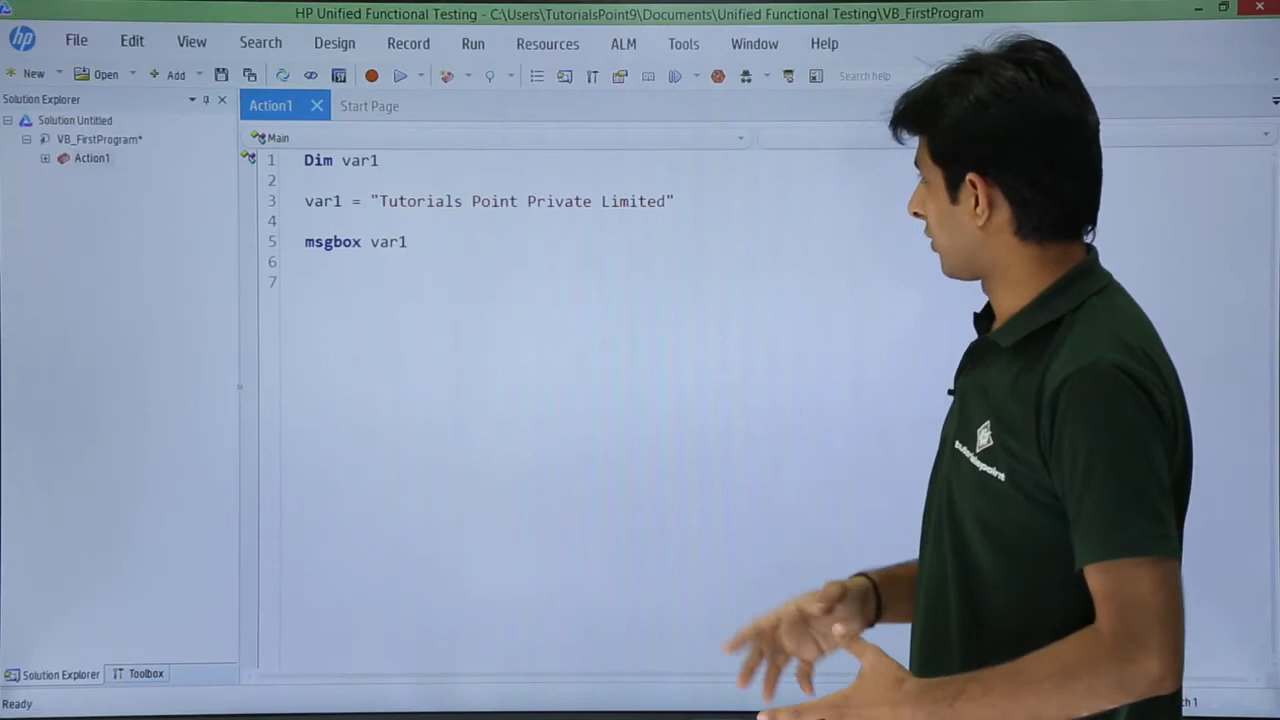 HP Unified Functional Testing - C:\Users\TutorialsPoint9\Documents\Unified Functional Testing\VB_FirstProgram
hp File Edit View Search Design Record Run Resources ALM Tools Window Help
New Open Add Search help
Solution Explorer
Action1 Start Page
Solution Untitled
VB_FirstProgram*
Action1
Main
1 Dim var1
2
3 var1 = "Tutorials Point Private Limited"
4
5 msgbox var1
6
7
tutorialspoint
Solution Explorer Toolbox
Ready